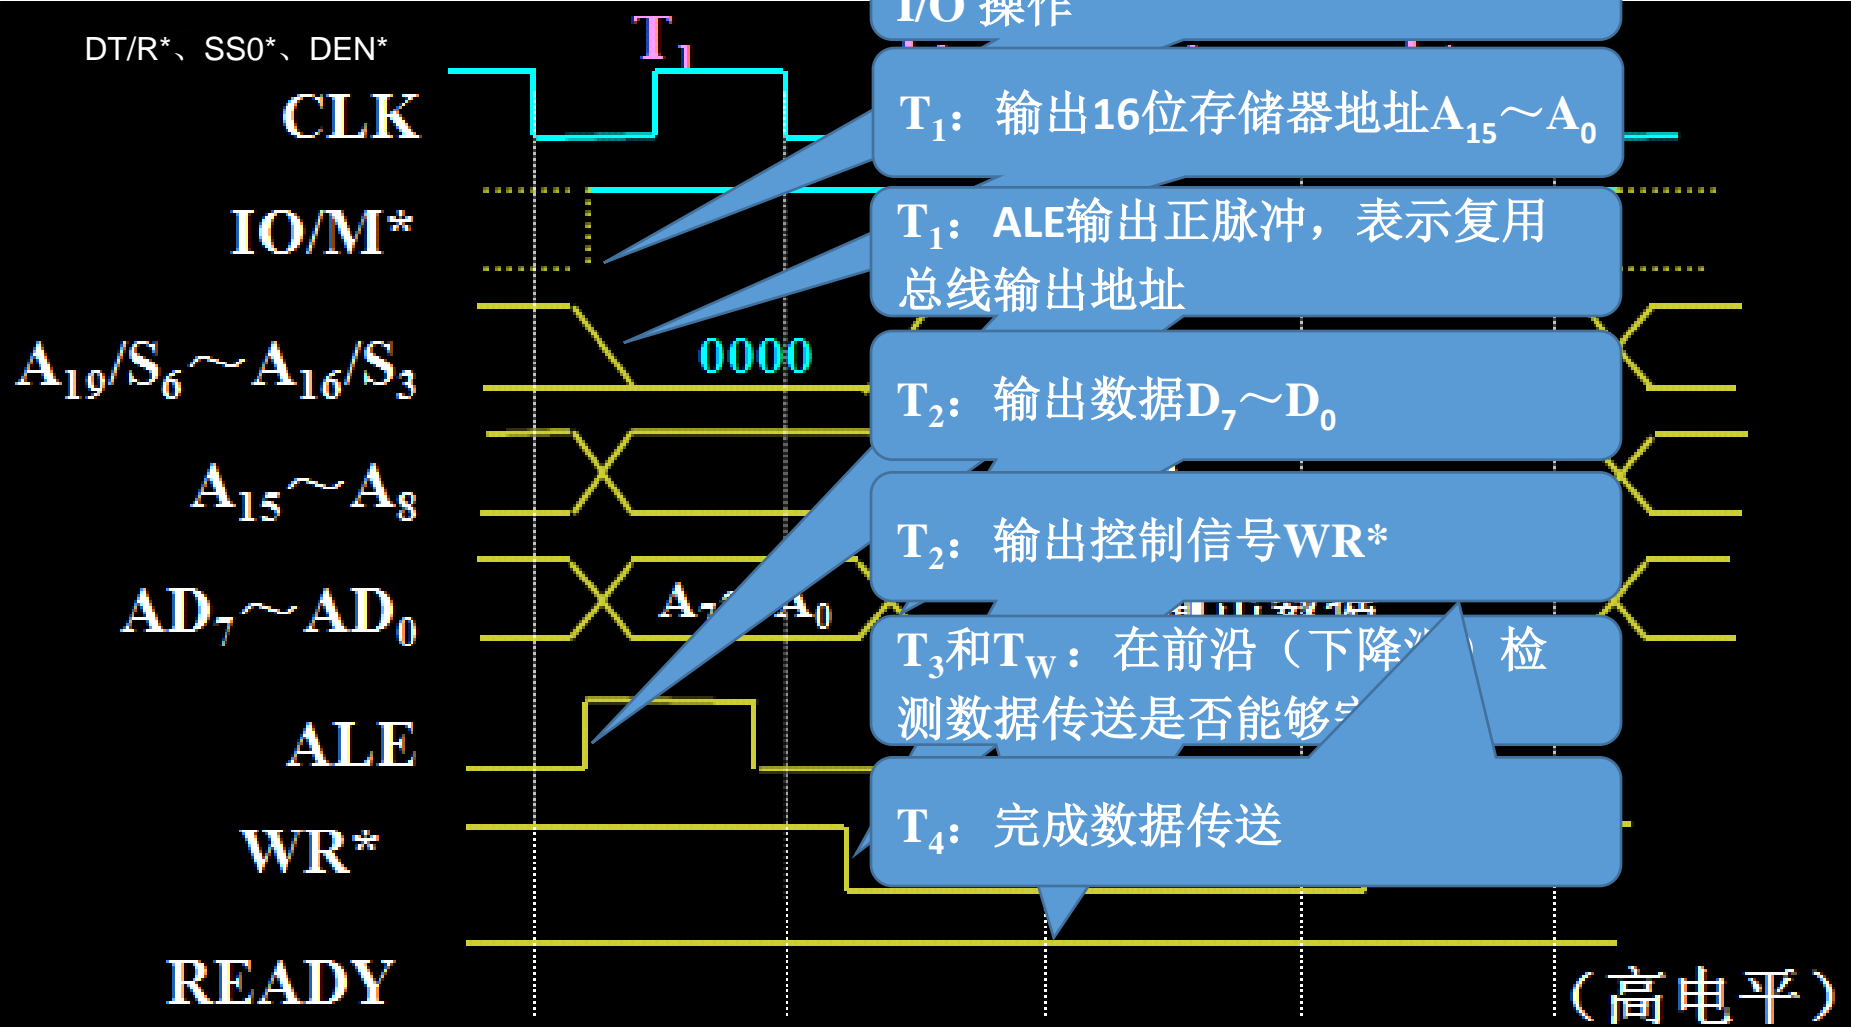 I/O 操作
DT/R*、SS0*、DEN*
T1
CLK
T1：输出16位存储器地址A15～A0
IO/M*
T1：ALE输出正脉冲，表示复用
总线输出地址
A19/S6～A16/S3
0000
T2：输出数据D7～D0
A15～A8
T2：输出控制信号WR*
AD7～AD0
A7 A0
输出数据
T3和TW：在前沿（下降 ）检
测数据传送是否能够
ALE
T4：完成数据传送
WR*
READY
（高电平）